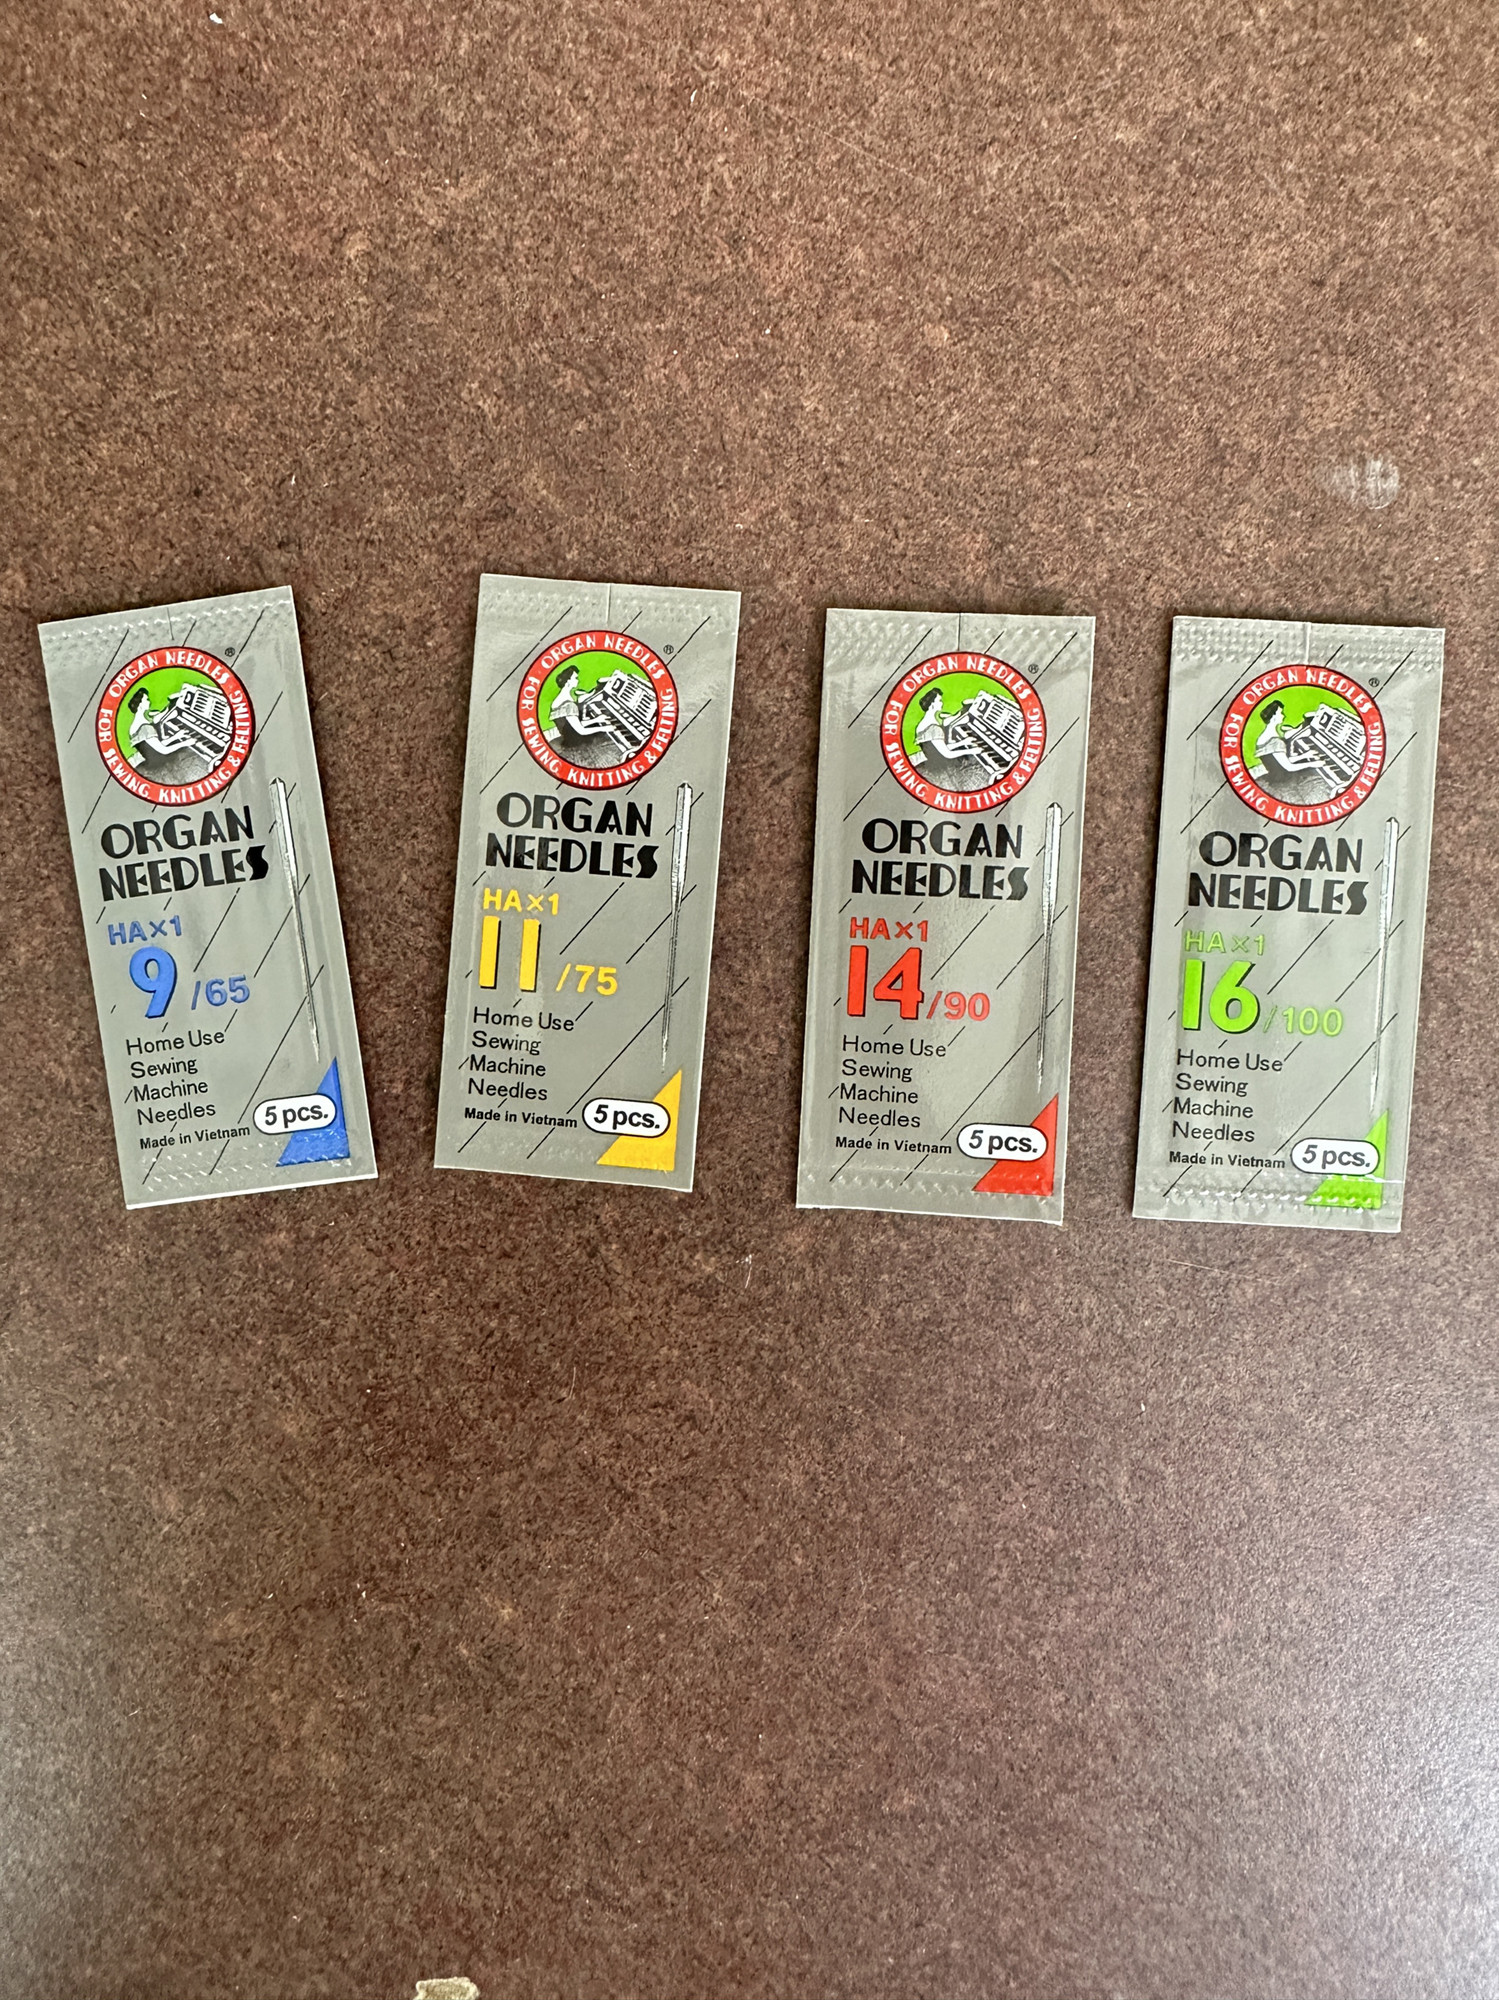 ORGAN NEEDLES · FOR SEWING, KNITTING & FELTING ·
®
ORGAN
NEEDLES
HA×1
9/65
Home Use
Sewing
Machine
Needles
Made in Vietnam
5 pcs.
ORGAN NEEDLES · FOR SEWING, KNITTING & FELTING ·
®
ORGAN
NEEDLES
HA×1
11/75
Home Use
Sewing
Machine
Needles
Made in Vietnam
5 pcs.
ORGAN NEEDLES · FOR SEWING, KNITTING & FELTING ·
®
ORGAN
NEEDLES
HA×1
14/90
Home Use
Sewing
Machine
Needles
Made in Vietnam
5 pcs.
ORGAN NEEDLES · FOR SEWING, KNITTING & FELTING ·
®
ORGAN
NEEDLES
HA×1
16/100
Home Use
Sewing
Machine
Needles
Made in Vietnam
5 pcs.